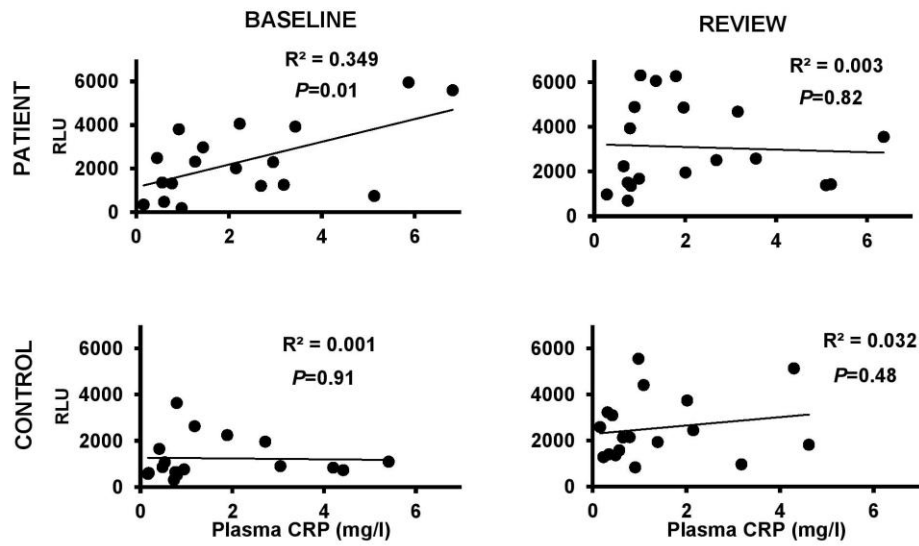 BASELINE
REVIEW
PATIENT
RLU
R² = 0.349
P=0.01
6000
4000
2000
0
0 2 4 6
R² = 0.003
P=0.82
6000
4000
2000
0
0 2 4 6
CONTROL
RLU
R² = 0.001
P=0.91
6000
4000
2000
0
0 2 4 6
Plasma CRP (mg/l)
R² = 0.032
P=0.48
6000
4000
2000
0
0 2 4 6
Plasma CRP (mg/l)